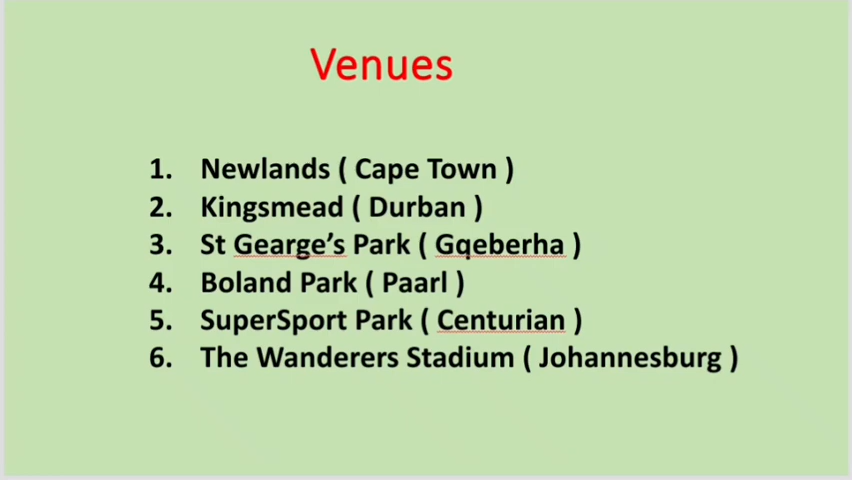 Venues
1. Newlands ( Cape Town )
2. Kingsmead ( Durban )
3. St Gearge’s Park ( Gqeberha )
4. Boland Park ( Paarl )
5. SuperSport Park ( Centurian )
6. The Wanderers Stadium ( Johannesburg )